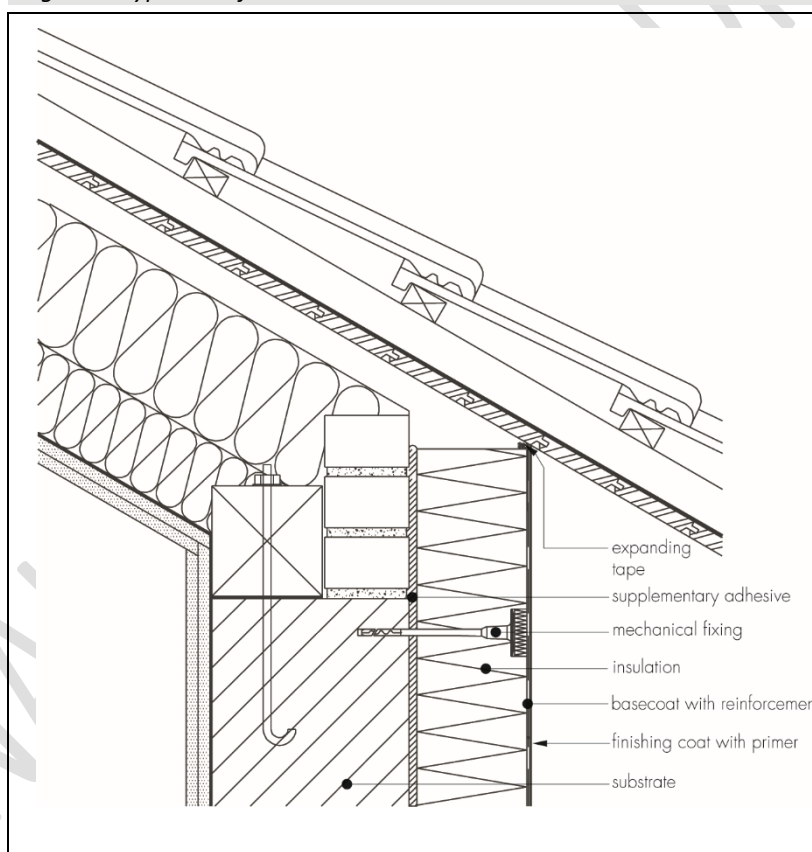 expanding
tape
supplementary adhesive
mechanical fixing
insulation
basecoat with reinforcemen
finishing coat with primer
substrate